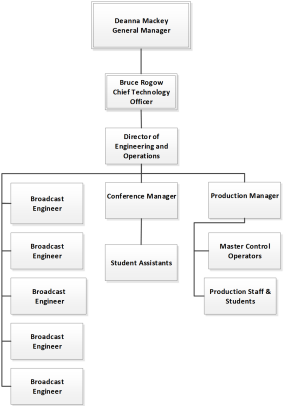 Deanna Mackey
General Manager
Bruce Rogow
Chief Technology
Officer
Director of
Engineering and
Operations
Broadcast
Engineer
Conference Manager
Production Manager
Broadcast
Engineer
Student Assistants
Master Control
Operators
Broadcast
Engineer
Production Staff &
Students
Broadcast
Engineer
Broadcast
Engineer